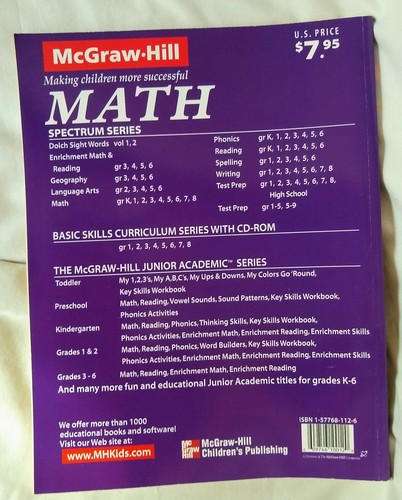 McGraw-Hill
U.S. PRICE
$7.95
Making children more successful
MATH
SPECTRUM SERIES
Dolch Sight Words vol 1, 2
Enrichment Math &
Reading gr 3, 4, 5, 6
Geography gr 3, 4, 5, 6
Language Arts gr 2, 3, 4, 5, 6
Math gr K, 1, 2, 3, 4, 5, 6, 7, 8
Phonics gr K, 1, 2, 3, 4, 5, 6
Reading gr K, 1, 2, 3, 4, 5, 6
Spelling gr 1, 2, 3, 4, 5, 6
Writing gr 1, 2, 3, 4, 5, 6, 7, 8
Test Prep gr 1, 2, 3, 4, 5, 6, 7, 8,
High School
Test Prep gr 1-5, 5-9
BASIC SKILLS CURRICULUM SERIES WITH CD-ROM
gr 1, 2, 3, 4, 5, 6, 7, 8
THE McGRAW-HILL JUNIOR ACADEMIC™ SERIES
Toddler My 1,2,3's, My A,B,C's, My Ups & Downs, My Colors Go 'Round,
Key Skills Workbook
Preschool Math, Reading, Vowel Sounds, Sound Patterns, Key Skills Workbook,
Phonics Activities
Kindergarten Math, Reading, Phonics, Thinking Skills, Key Skills Workbook,
Phonics Activities, Enrichment Math, Enrichment Reading, Enrichment Skills
Grades 1 & 2 Math, Reading, Phonics, Word Builders, Key Skills Workbook,
Phonics Activities, Enrichment Math, Enrichment Reading, Enrichment Skills
Grades 3 - 6 Math, Reading, Enrichment Math, Enrichment Reading
And many more fun and educational Junior Academic titles for grades K-6
We offer more than 1000
educational books and software!
Visit our Web site at:
www.MHKids.com
McGraw-Hill
Children's Publishing
ISBN 1-57768-112-6
A Division of The McGraw-Hill Companies